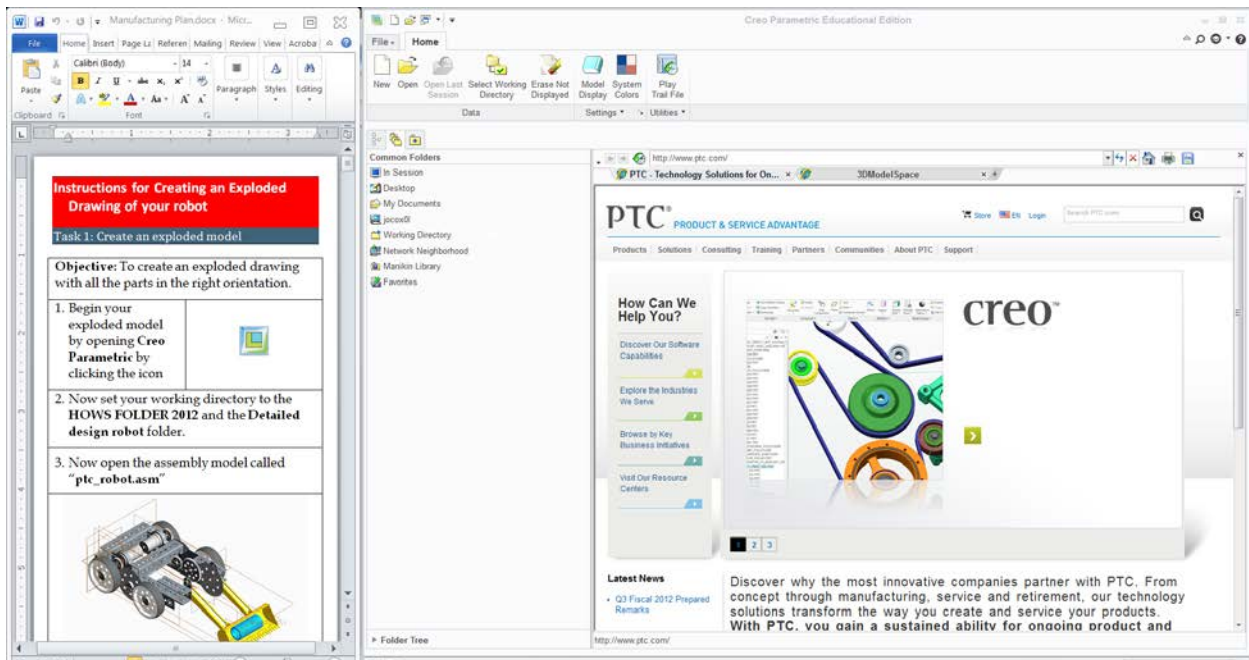 Manufacturing Plan.docx - Micr...
File Home Insert Page La Referen Mailing Review View Acroba
Calibri (Body) 14
Paste
B I U abe x, x²
Aa A A
Paragraph Styles Editing
Clipboard Font
L 1 2 3
Instructions for Creating an Exploded
Drawing of your robot
Task 1: Create an exploded model
Objective: To create an exploded drawing
with all the parts in the right orientation.
1. Begin your
exploded model
by opening Creo
Parametric by
clicking the icon
2. Now set your working directory to the
HOWS FOLDER 2012 and the Detailed
design robot folder.
3. Now open the assembly model called
“ptc_robot.asm”
Creo Parametric Educational Edition
File Home
New Open Open Last Session Select Working Directory Erase Not Displayed Model Display System Colors Play Trail File
Data Settings Utilities
Common Folders
In Session
Desktop
My Documents
jocox0l
Working Directory
Network Neighborhood
Manikin Library
Favorites
Folder Tree
http://www.ptc.com/
PTC - Technology Solutions for On... × 3DModelSpace ×
PTC® PRODUCT & SERVICE ADVANTAGE
Store EN Login Search PTC.com
Products Solutions Consulting Training Partners Communities About PTC Support
How Can We
Help You?
Discover Our Software
Capabilities
Explore the Industries
We Serve
Browse by Key
Business Initiatives
Visit Our Resource
Centers
creo™
1 2 3
Latest News
Q3 Fiscal 2012 Prepared
Remarks
Discover why the most innovative companies partner with PTC. From
concept through manufacturing, service and retirement, our technology
solutions transform the way you create and service your products.
With PTC, you gain a sustained ability for ongoing product and
http://www.ptc.com/